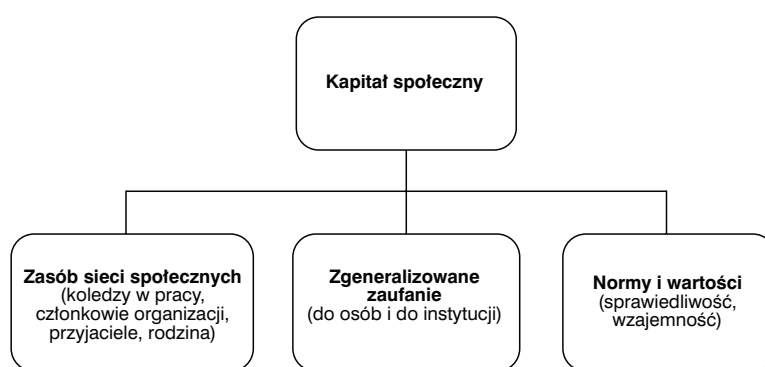 Kapitał społeczny
Zasób sieci społecznych
(koledzy w pracy,
członkowie organizacji,
przyjaciele, rodzina)
Zgeneralizowane
zaufanie
(do osób i do instytucji)
Normy i wartości
(sprawiedliwość,
wzajemność)